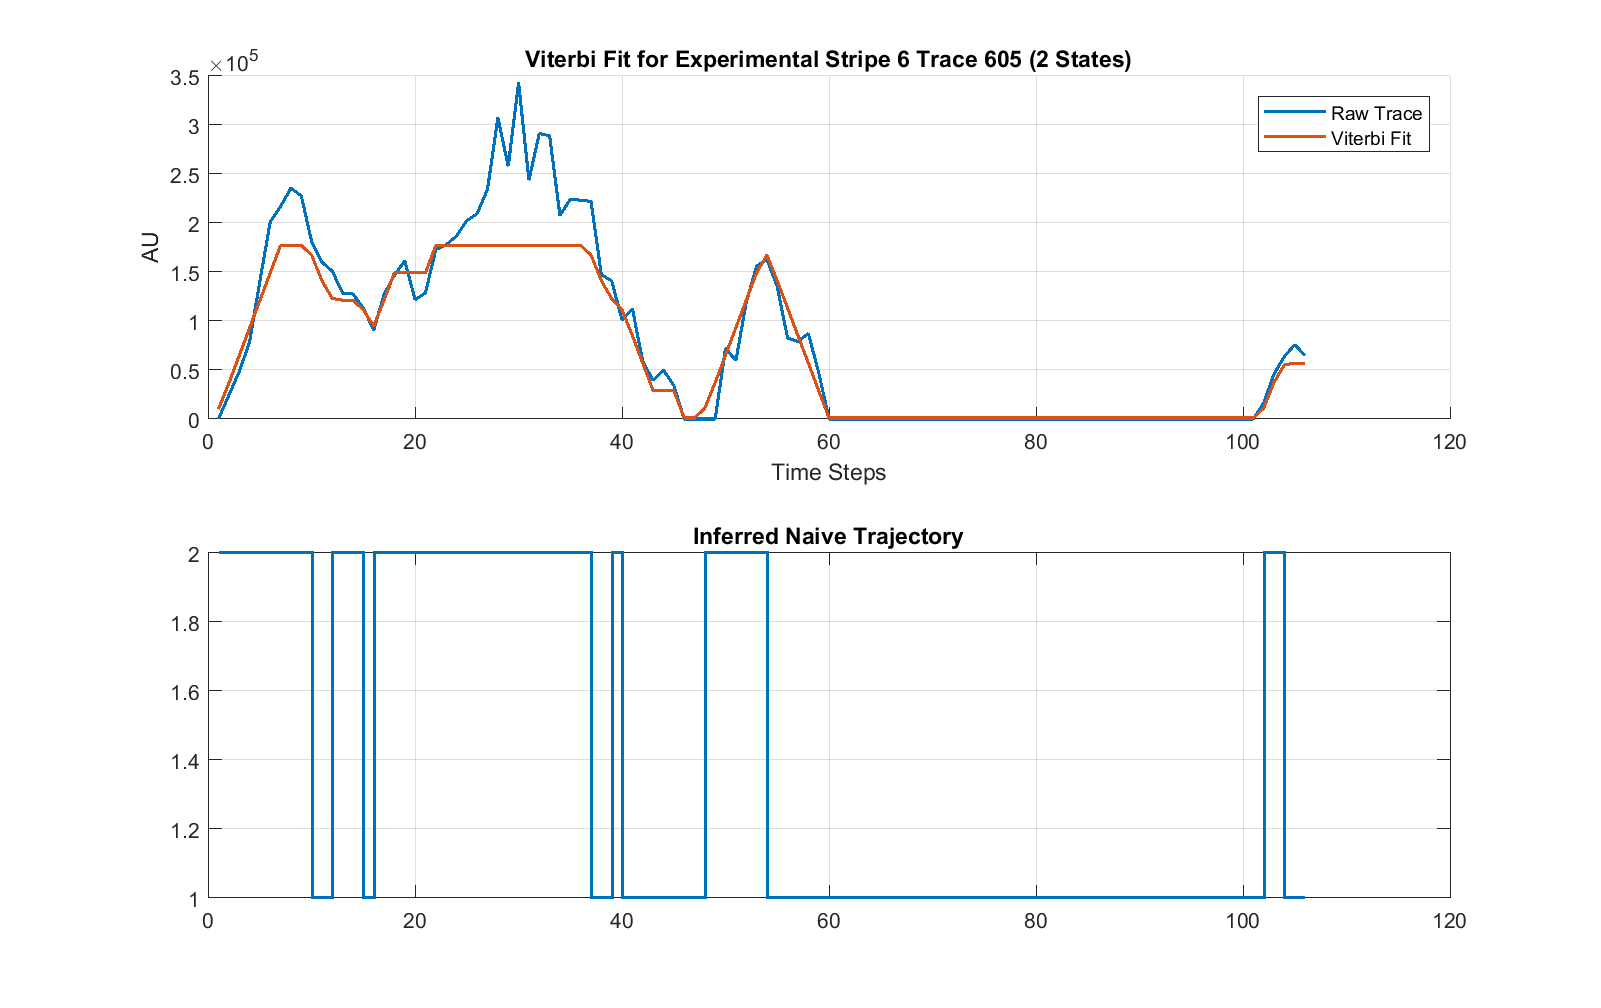 Viterbi Fit for Experimental Stripe 6 Trace 605 (2 States)
×10^5
3.5
3
2.5
2
1.5
1
0.5
0
AU
Raw Trace
Viterbi Fit
0 20 40 60 80 100 120
Time Steps
Inferred Naive Trajectory
2
1.8
1.6
1.4
1.2
1
0 20 40 60 80 100 120